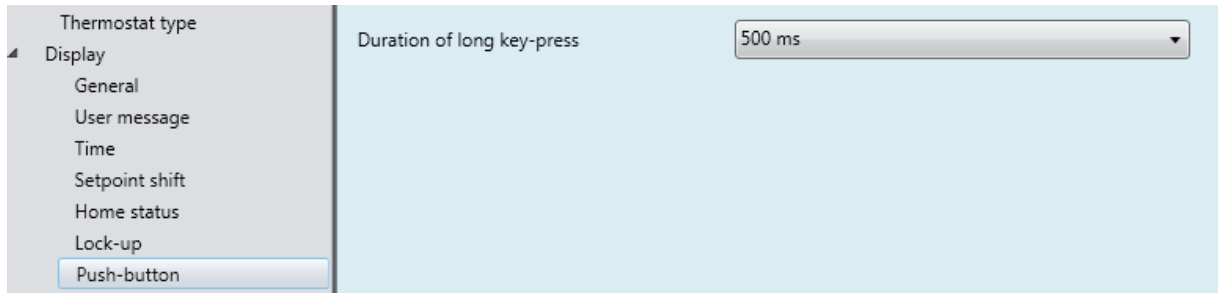 Thermostat type
Display
General
User message
Time
Setpoint shift
Home status
Lock-up
Push-button
Duration of long key-press
500 ms